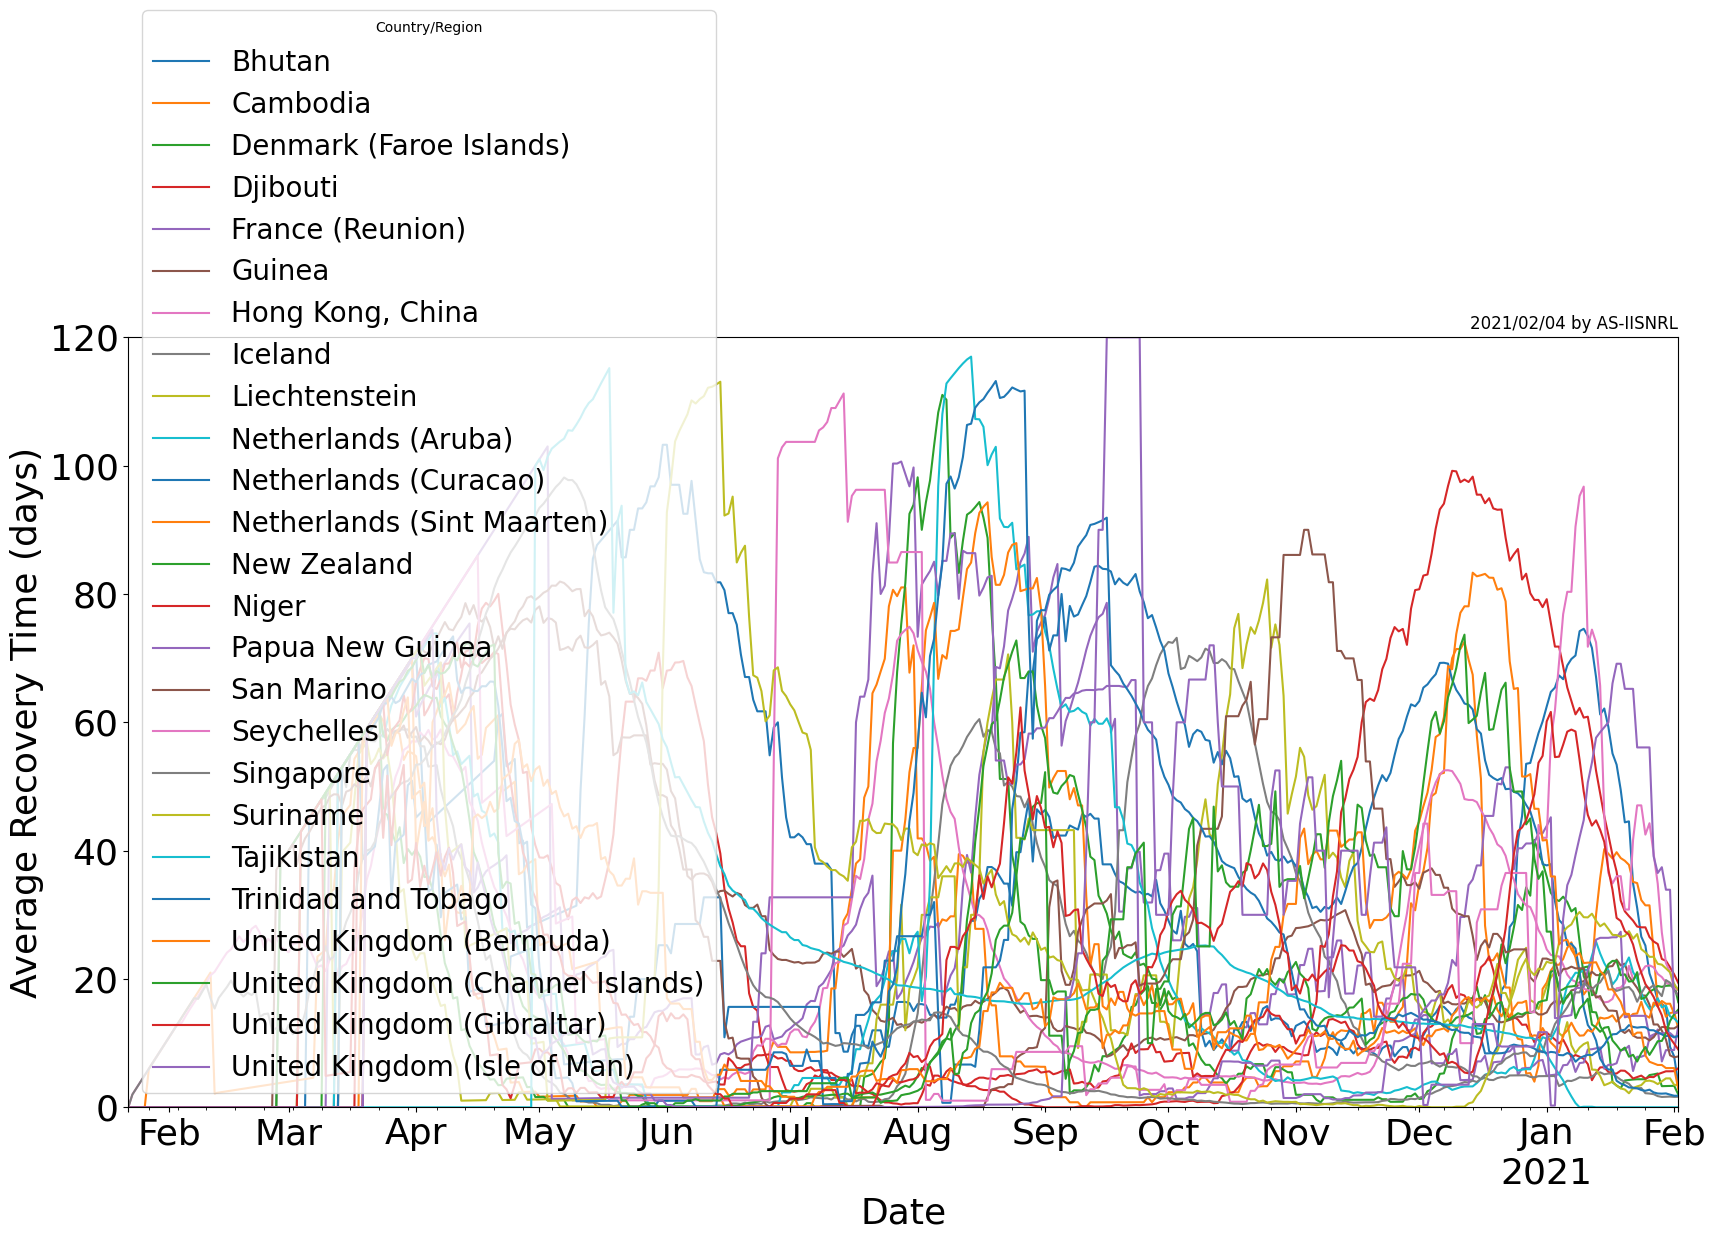 Country/Region
Bhutan
Cambodia
Denmark (Faroe Islands)
Djibouti
France (Reunion)
Guinea
Hong Kong, China
Iceland
Liechtenstein
Netherlands (Aruba)
Netherlands (Curacao)
Netherlands (Sint Maarten)
New Zealand
Niger
Papua New Guinea
San Marino
Seychelles
Singapore
Suriname
Tajikistan
Trinidad and Tobago
United Kingdom (Bermuda)
United Kingdom (Channel Islands)
United Kingdom (Gibraltar)
United Kingdom (Isle of Man)
2021/02/04 by AS-IISNRL
Average Recovery Time (days)
120
100
80
60
40
20
0
Feb Mar Apr May Jun Jul Aug Sep Oct Nov Dec Jan Feb
2021
Date